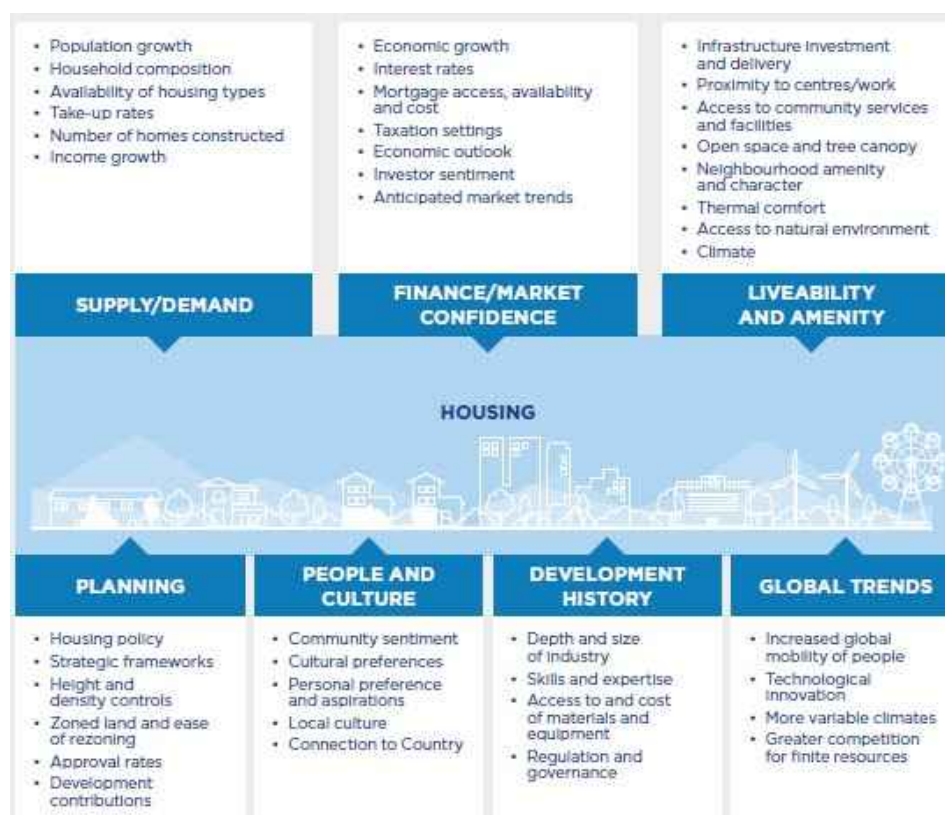 • Population growth
• Household composition
• Availability of housing types
• Take-up rates
• Number of homes constructed
• Income growth
SUPPLY/DEMAND
• Economic growth
• Interest rates
• Mortgage access, availability
and cost
• Taxation settings
• Economic outlook
• Investor sentiment
• Anticipated market trends
FINANCE/MARKET
CONFIDENCE
• Infrastructure investment
and delivery
• Proximity to centres/work
• Access to community services
and facilities
• Open space and tree canopy
• Neighbourhood amenity
and character
• Thermal comfort
• Access to natural environment
• Climate
LIVEABILITY
AND AMENITY
HOUSING
PLANNING
• Housing policy
• Strategic frameworks
• Height and
density controls
• Zoned land and ease
of rezoning
• Approval rates
• Development
contributions
PEOPLE AND
CULTURE
• Community sentiment
• Cultural preferences
• Personal preference
and aspirations
• Local culture
• Connection to Country
DEVELOPMENT
HISTORY
• Depth and size
of industry
• Skills and expertise
• Access to and cost
of materials and
equipment
• Regulation and
governance
GLOBAL TRENDS
• Increased global
mobility of people
• Technological
innovation
• More variable climates
• Greater competition
for finite resources